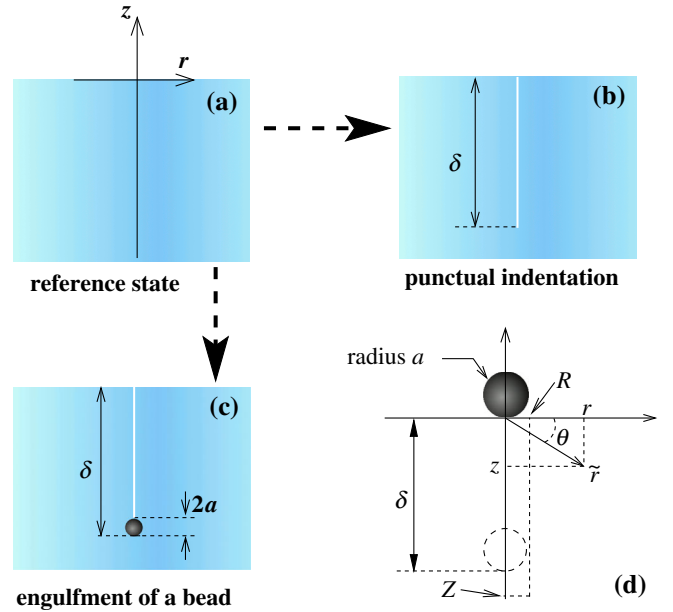 z
r
(a)
reference state
(b)
δ
punctual indentation
(c)
δ
2a
engulfment of a bead
radius a
R
r
θ
z
r̃
δ
Z
(d)